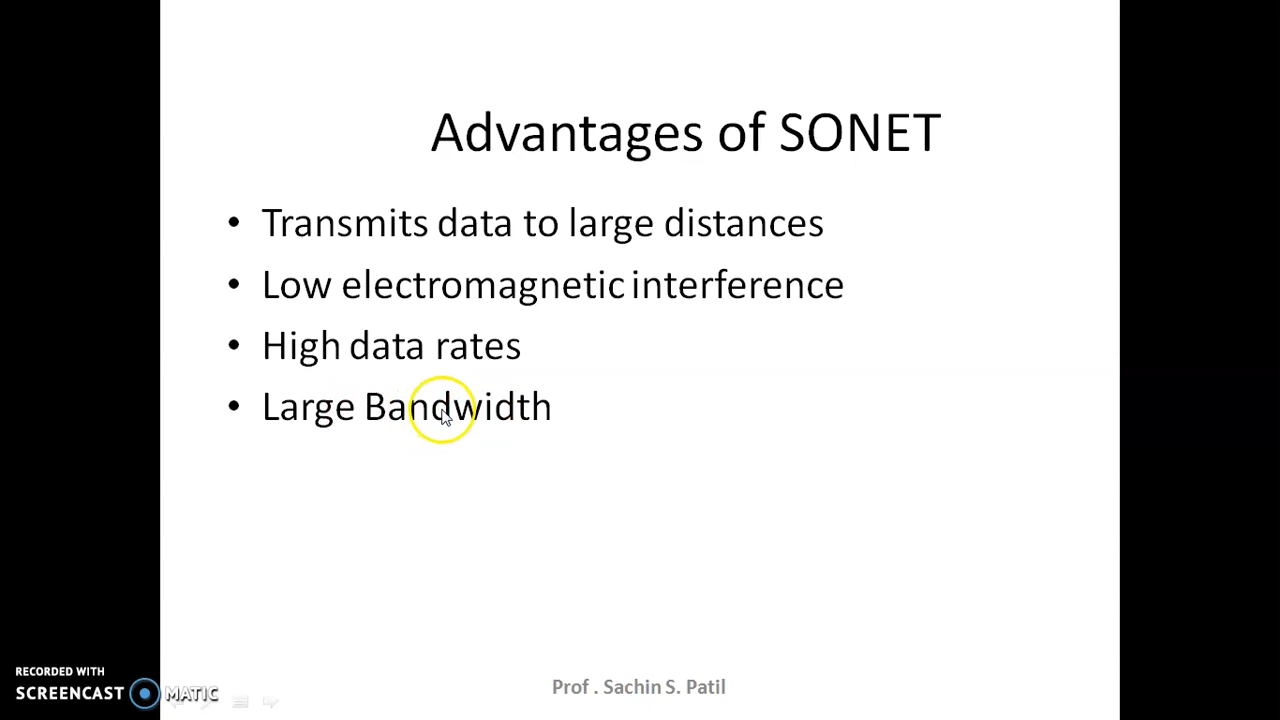 Advantages of SONET
• Transmits data to large distances
• Low electromagnetic interference
• High data rates
• Large Bandwidth
RECORDED WITH
SCREENCAST MATIC
Prof . Sachin S. Patil